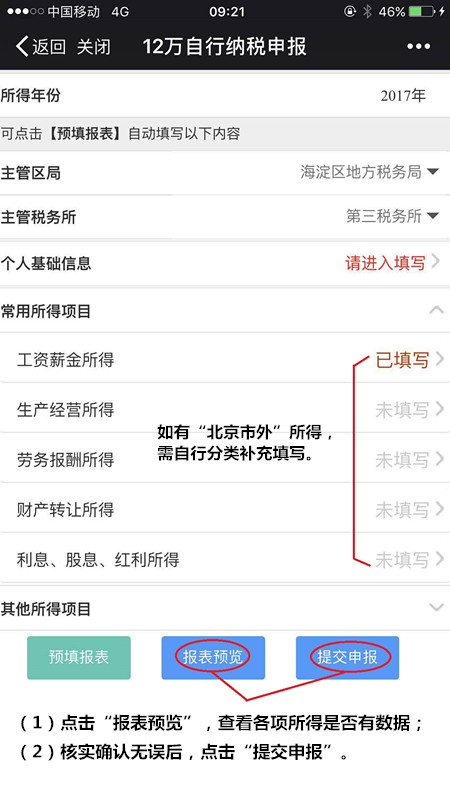 中国移动 4G 09:21 46%
返回 关闭 12万自行纳税申报
所得年份 2017年
可点击【预填报表】自动填写以下内容
主管区局 海淀区地方税务局
主管税务所 第三税务所
个人基础信息 请进入填写
常用所得项目
工资薪金所得 已填写
生产经营所得 未填写
如有“北京市外”所得，
需自行分类补充填写。
劳务报酬所得 未填写
财产转让所得 未填写
利息、股息、红利所得 未填写
其他所得项目
预填报表 报表预览 提交申报
（1）点击“报表预览”，查看各项所得是否有数据；
（2）核实确认无误后，点击“提交申报”。